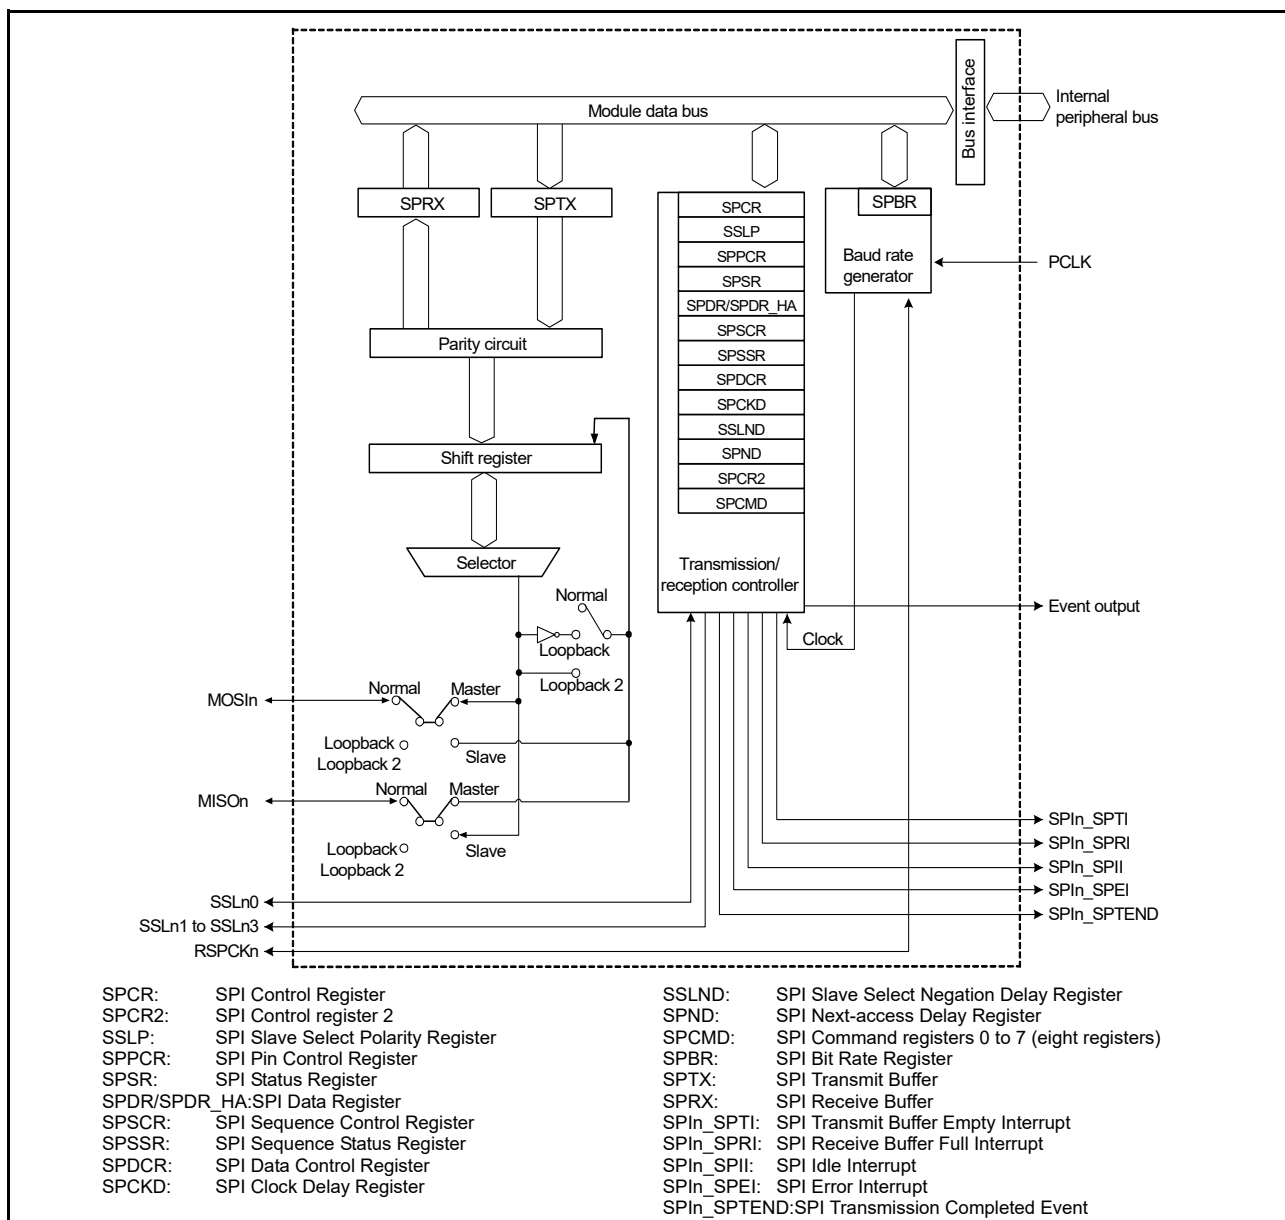 Module data bus
Bus interface
Internal
peripheral bus
SPRX
SPTX
SPCR
SSLP
SPPCR
SPSR
SPDR/SPDR_HA
SPSCR
SPSSR
SPDCR
SPCKD
SSLND
SPND
SPCR2
SPCMD
Transmission/
reception controller
SPBR
Baud rate
generator
PCLK
Parity circuit
Shift register
Selector
Normal
Loopback
Loopback 2
Clock
Event output
MOSIn
Normal
Master
Loopback
Loopback 2
Slave
MISOn
Normal
Master
Loopback
Loopback 2
Slave
SSLn0
SSLn1 to SSLn3
RSPCKn
SPIn_SPTI
SPIn_SPRI
SPIn_SPII
SPIn_SPEI
SPIn_SPTEND
SPCR: SPI Control Register
SPCR2: SPI Control register 2
SSLP: SPI Slave Select Polarity Register
SPPCR: SPI Pin Control Register
SPSR: SPI Status Register
SPDR/SPDR_HA:SPI Data Register
SPSCR: SPI Sequence Control Register
SPSSR: SPI Sequence Status Register
SPDCR: SPI Data Control Register
SPCKD: SPI Clock Delay Register
SSLND: SPI Slave Select Negation Delay Register
SPND: SPI Next-access Delay Register
SPCMD: SPI Command registers 0 to 7 (eight registers)
SPBR: SPI Bit Rate Register
SPTX: SPI Transmit Buffer
SPRX: SPI Receive Buffer
SPIn_SPTI: SPI Transmit Buffer Empty Interrupt
SPIn_SPRI: SPI Receive Buffer Full Interrupt
SPIn_SPII: SPI Idle Interrupt
SPIn_SPEI: SPI Error Interrupt
SPIn_SPTEND:SPI Transmission Completed Event